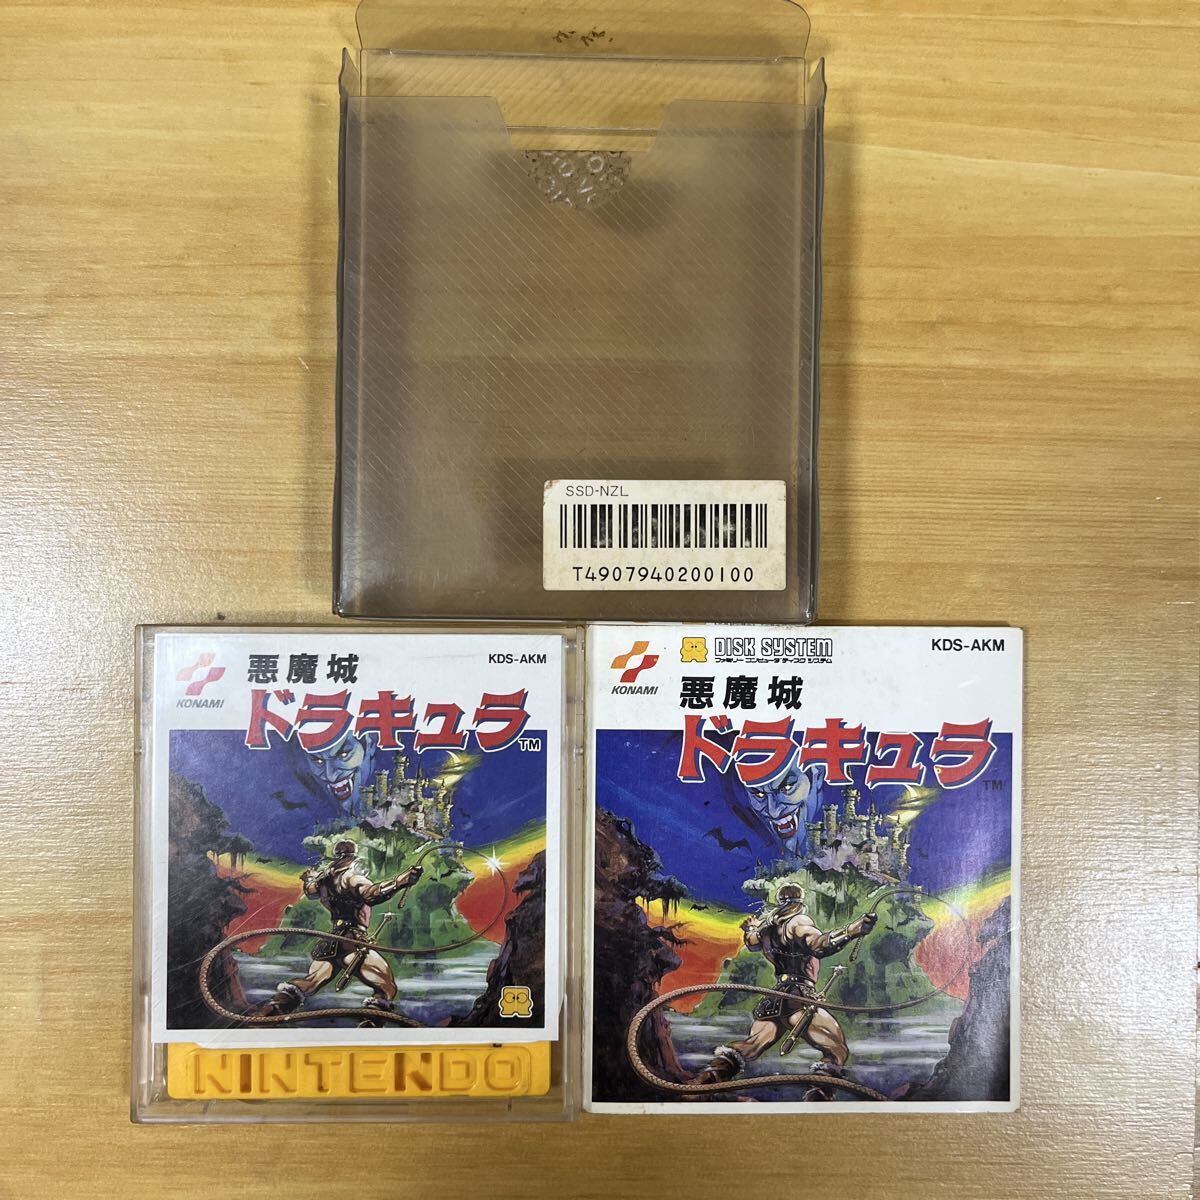 SSD-NZL
T4907940200100
KONAMI
悪魔城
KDS-AKM
ドラキュラ
TM
NINTENDO
KONAMI
DISK SYSTEM
ファミリー コンピュータ ディスク システム
KDS-AKM
悪魔城
ドラキュラ
TM